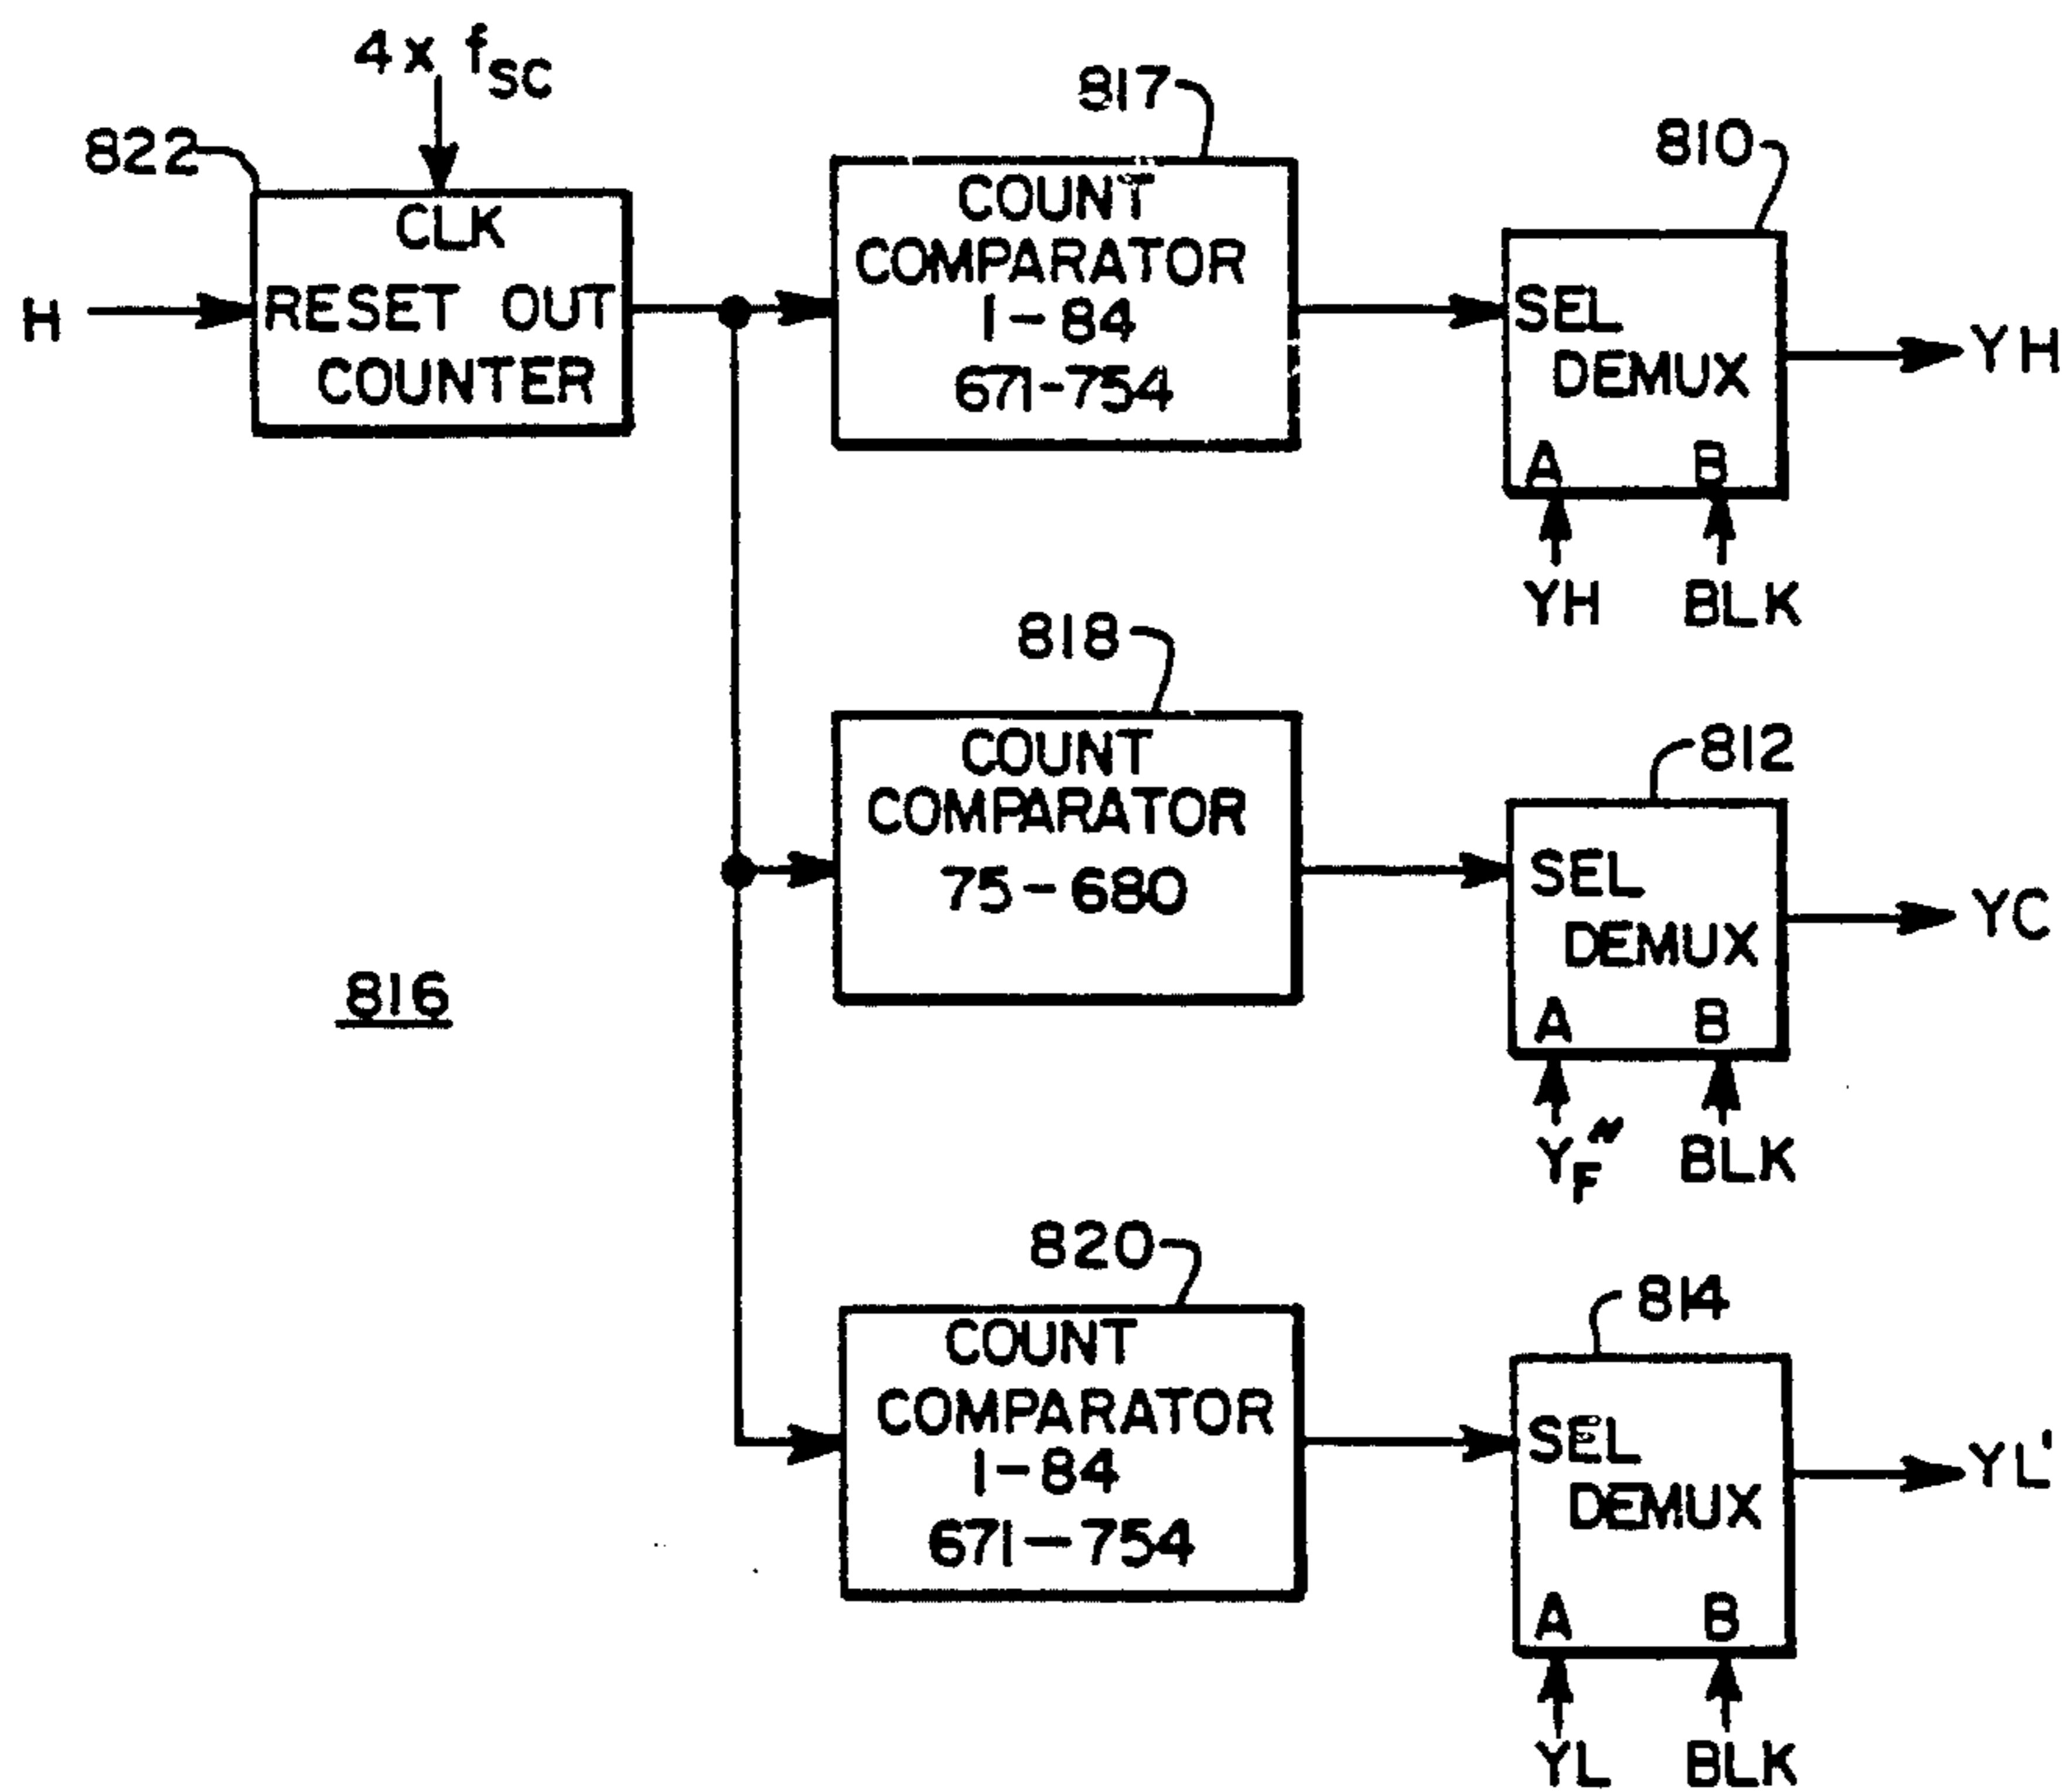 4x fSC
822
CLK
H
RESET OUT
COUNTER
817
COUNT
COMPARATOR
1-84
671-754
810
SEL
DEMUX
A B
YH BLK
YH
818
COUNT
COMPARATOR
75-680
812
SEL
DEMUX
A B
YF″ BLK
YC
816
820
COUNT
COMPARATOR
1-84
671-754
814
SEL
DEMUX
A B
YL BLK
YL'